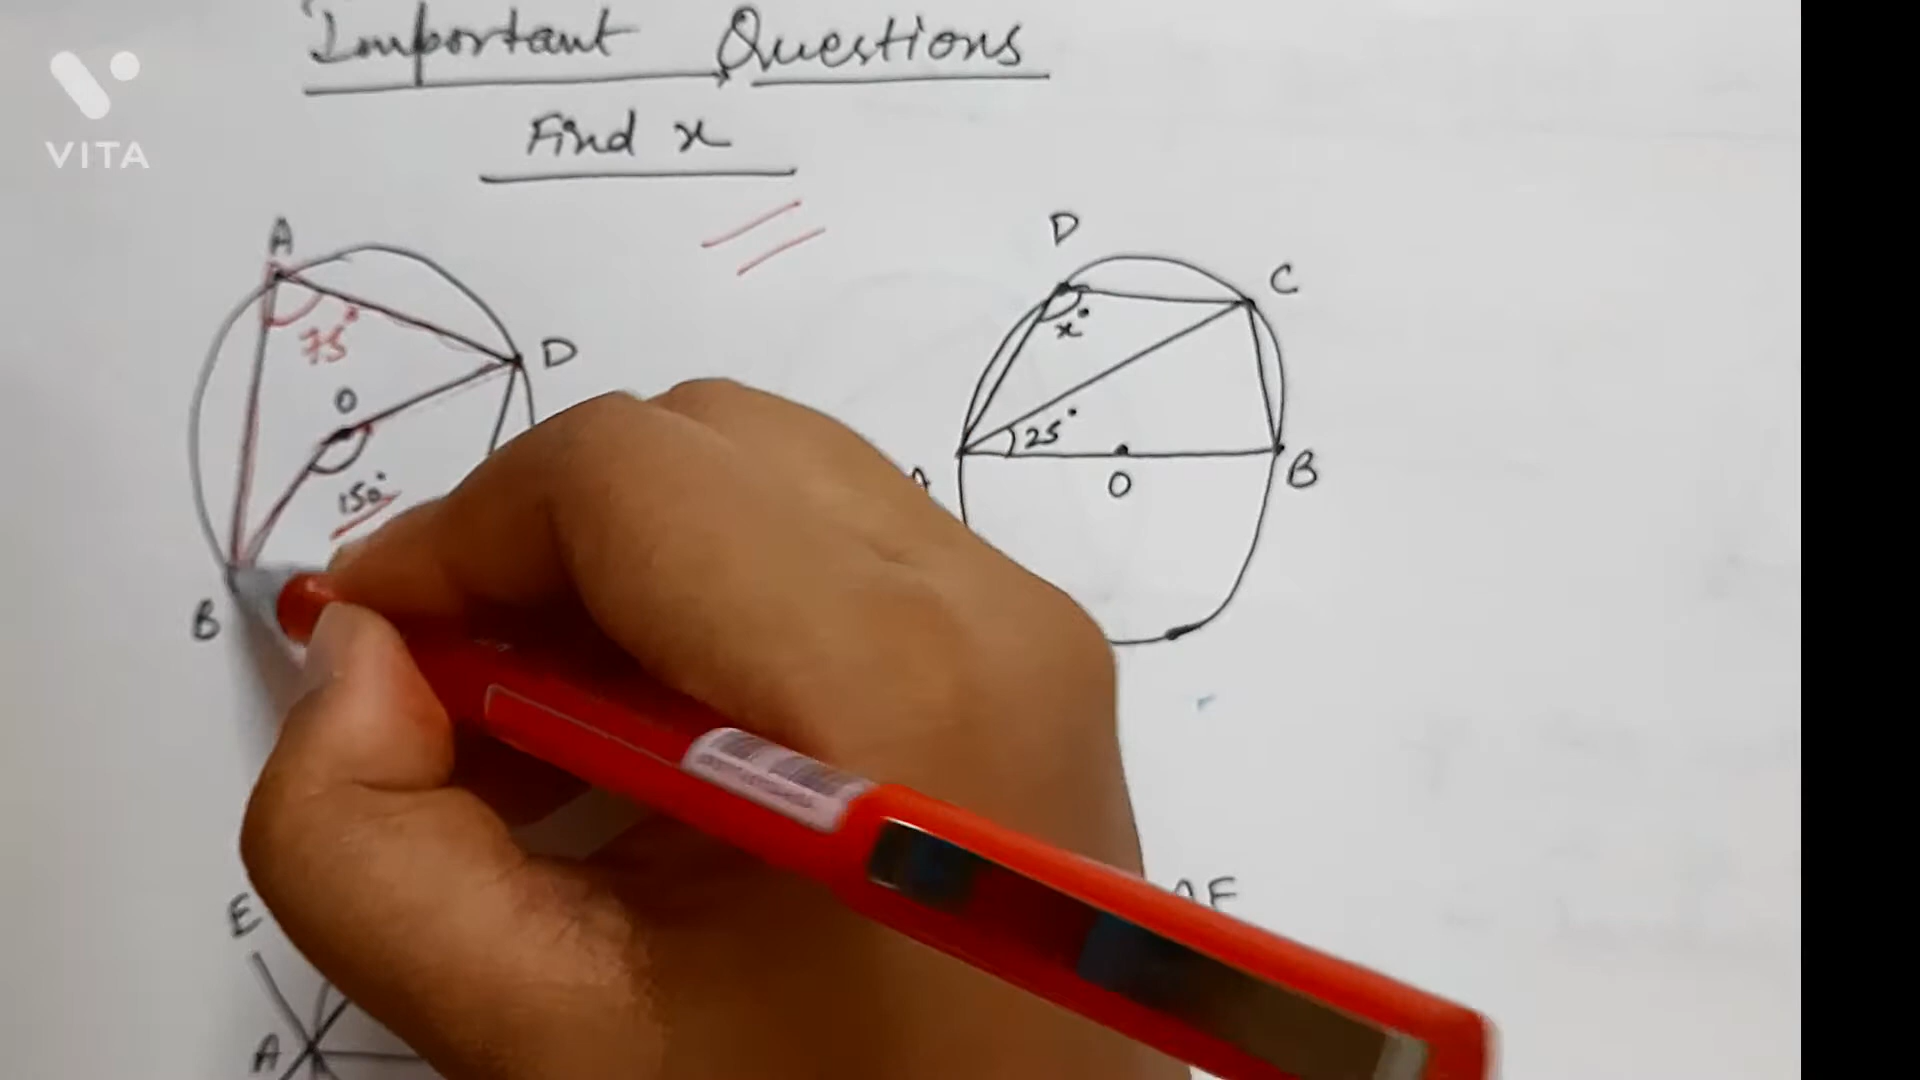 Important Questions
VITA
Find x
A
D
C
D
75°
x°
O
25°
150°
O
B
B
E
A
F